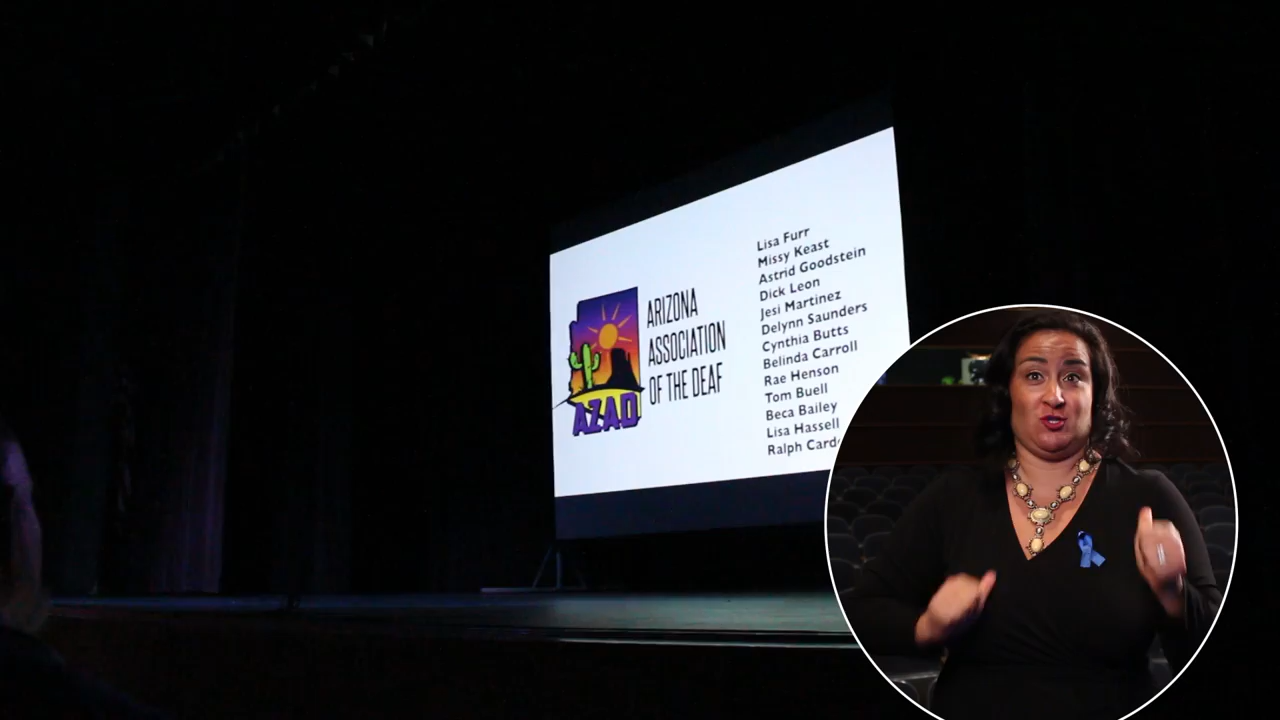 ARIZONA
ASSOCIATION
OF THE DEAF
AZAD
Lisa Furr
Missy Keast
Astrid Goodstein
Dick Leon
Jesi Martinez
Delynn Saunders
Cynthia Butts
Belinda Carroll
Rae Henson
Tom Buell
Beca Bailey
Lisa Hassell
Ralph